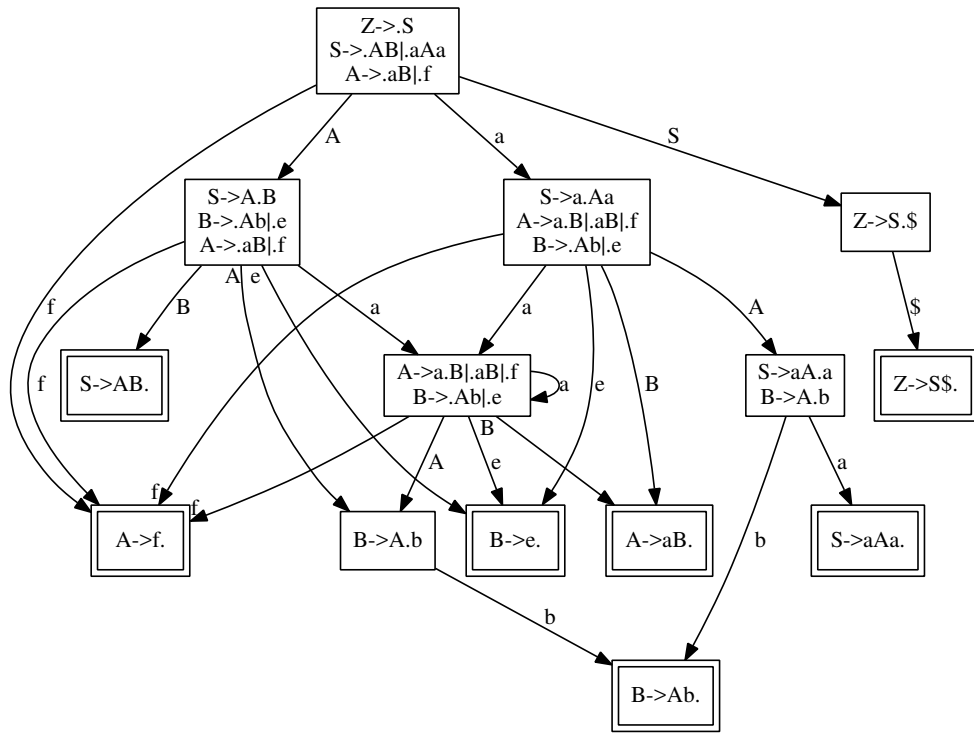 Z->.S
S->.AB|.aAa
A->.aB|.f
A
a
S
f
S->A.B
B->.Ab|.e
A->.aB|.f
S->a.Aa
A->a.B|.aB|.f
B->.Ab|.e
Z->S.$
A
e
B
a
a
A
$
f
e
B
S->AB.
A->a.B|.aB|.f
B->.Ab|.e
a
S->aA.a
B->A.b
Z->S$.
A
B
e
a
f
f
A->f.
B->A.b
B->e.
A->aB.
b
S->aAa.
b
B->Ab.